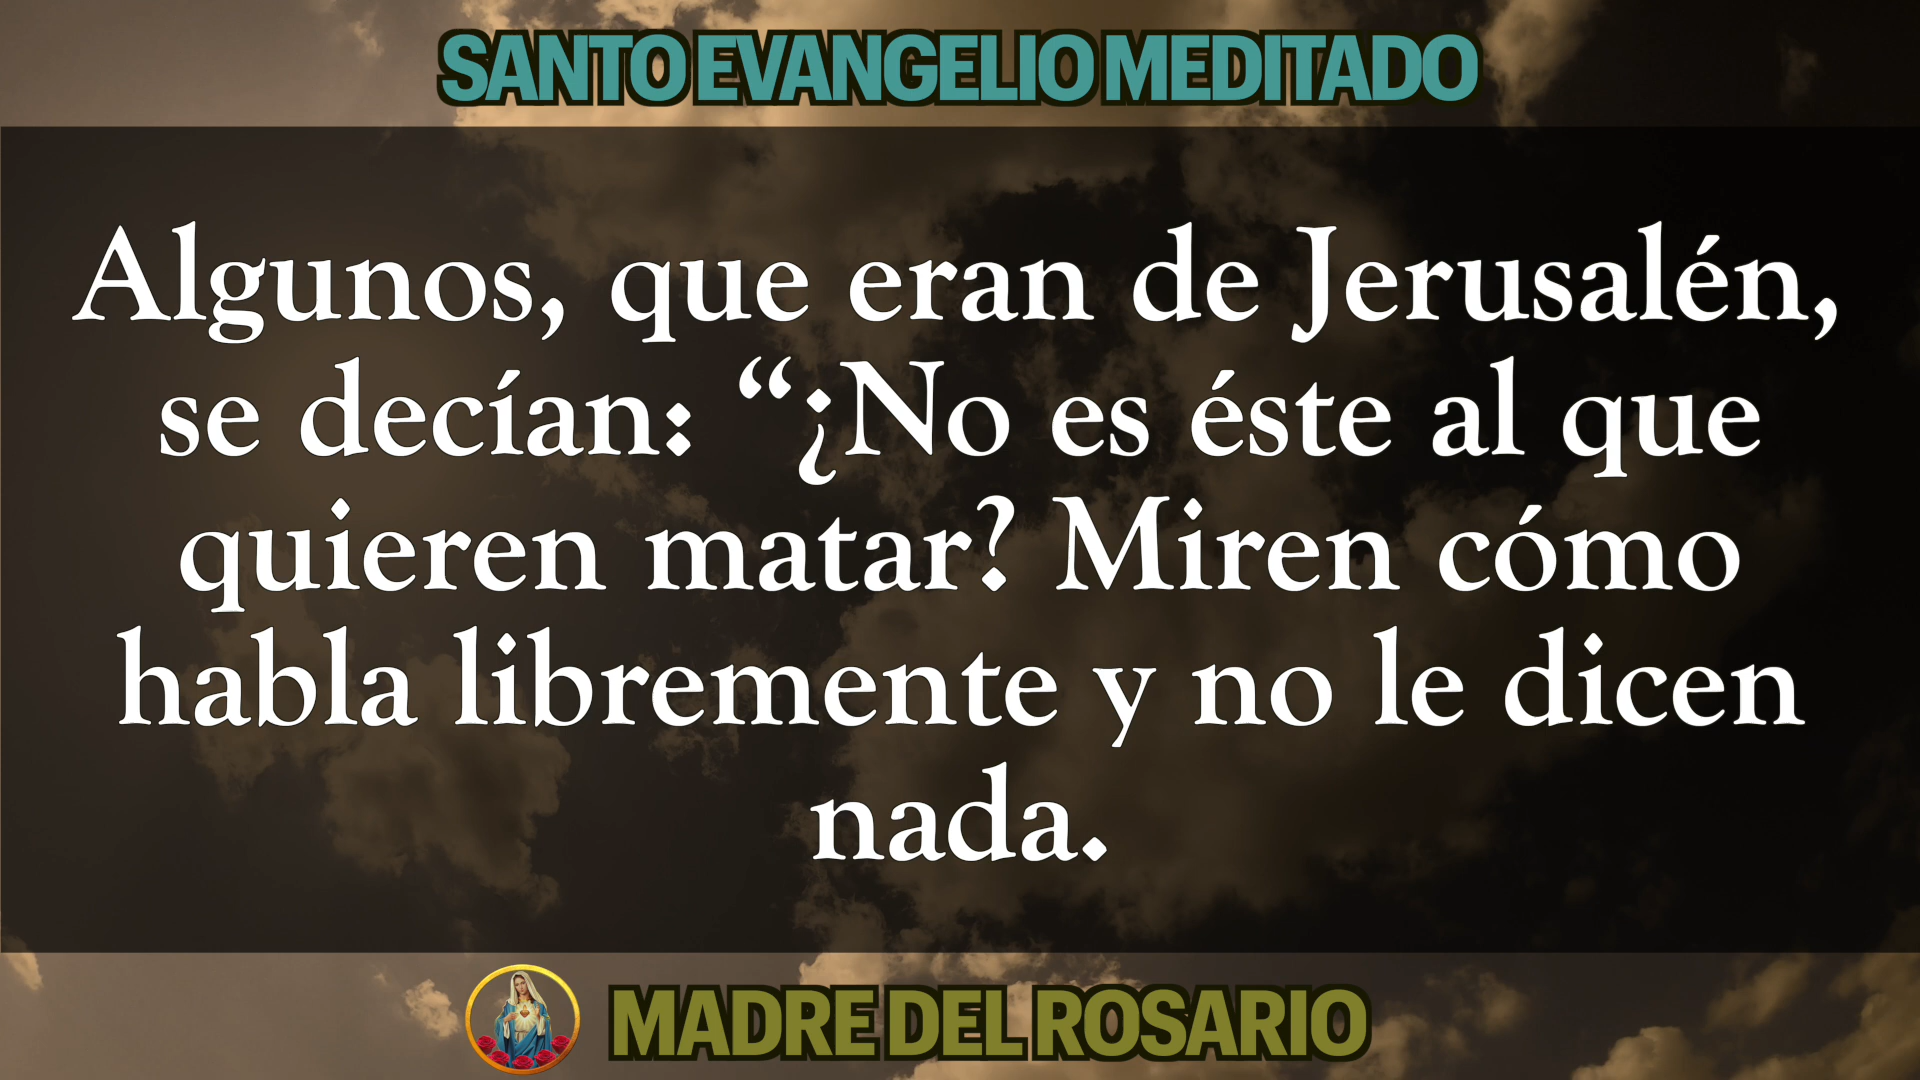 SANTO EVANGELIO MEDITADO
Algunos, que eran de Jerusalén,
se decían: “¿No es éste al que
quieren matar? Miren cómo
habla libremente y no le dicen
nada.
MADRE DEL ROSARIO